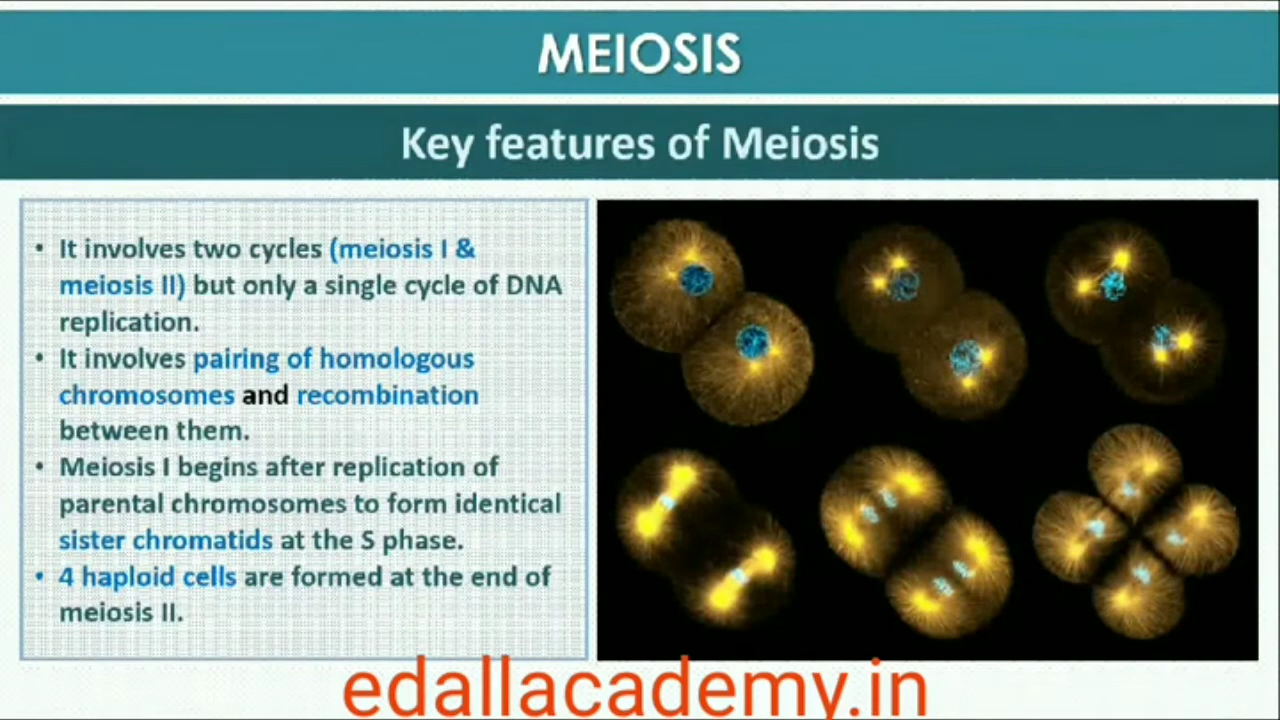 MEIOSIS
Key features of Meiosis
• It involves two cycles (meiosis I &
meiosis II) but only a single cycle of DNA
replication.
• It involves pairing of homologous
chromosomes and recombination
between them.
• Meiosis I begins after replication of
parental chromosomes to form identical
sister chromatids at the S phase.
• 4 haploid cells are formed at the end of
meiosis II.
edallacademy.in